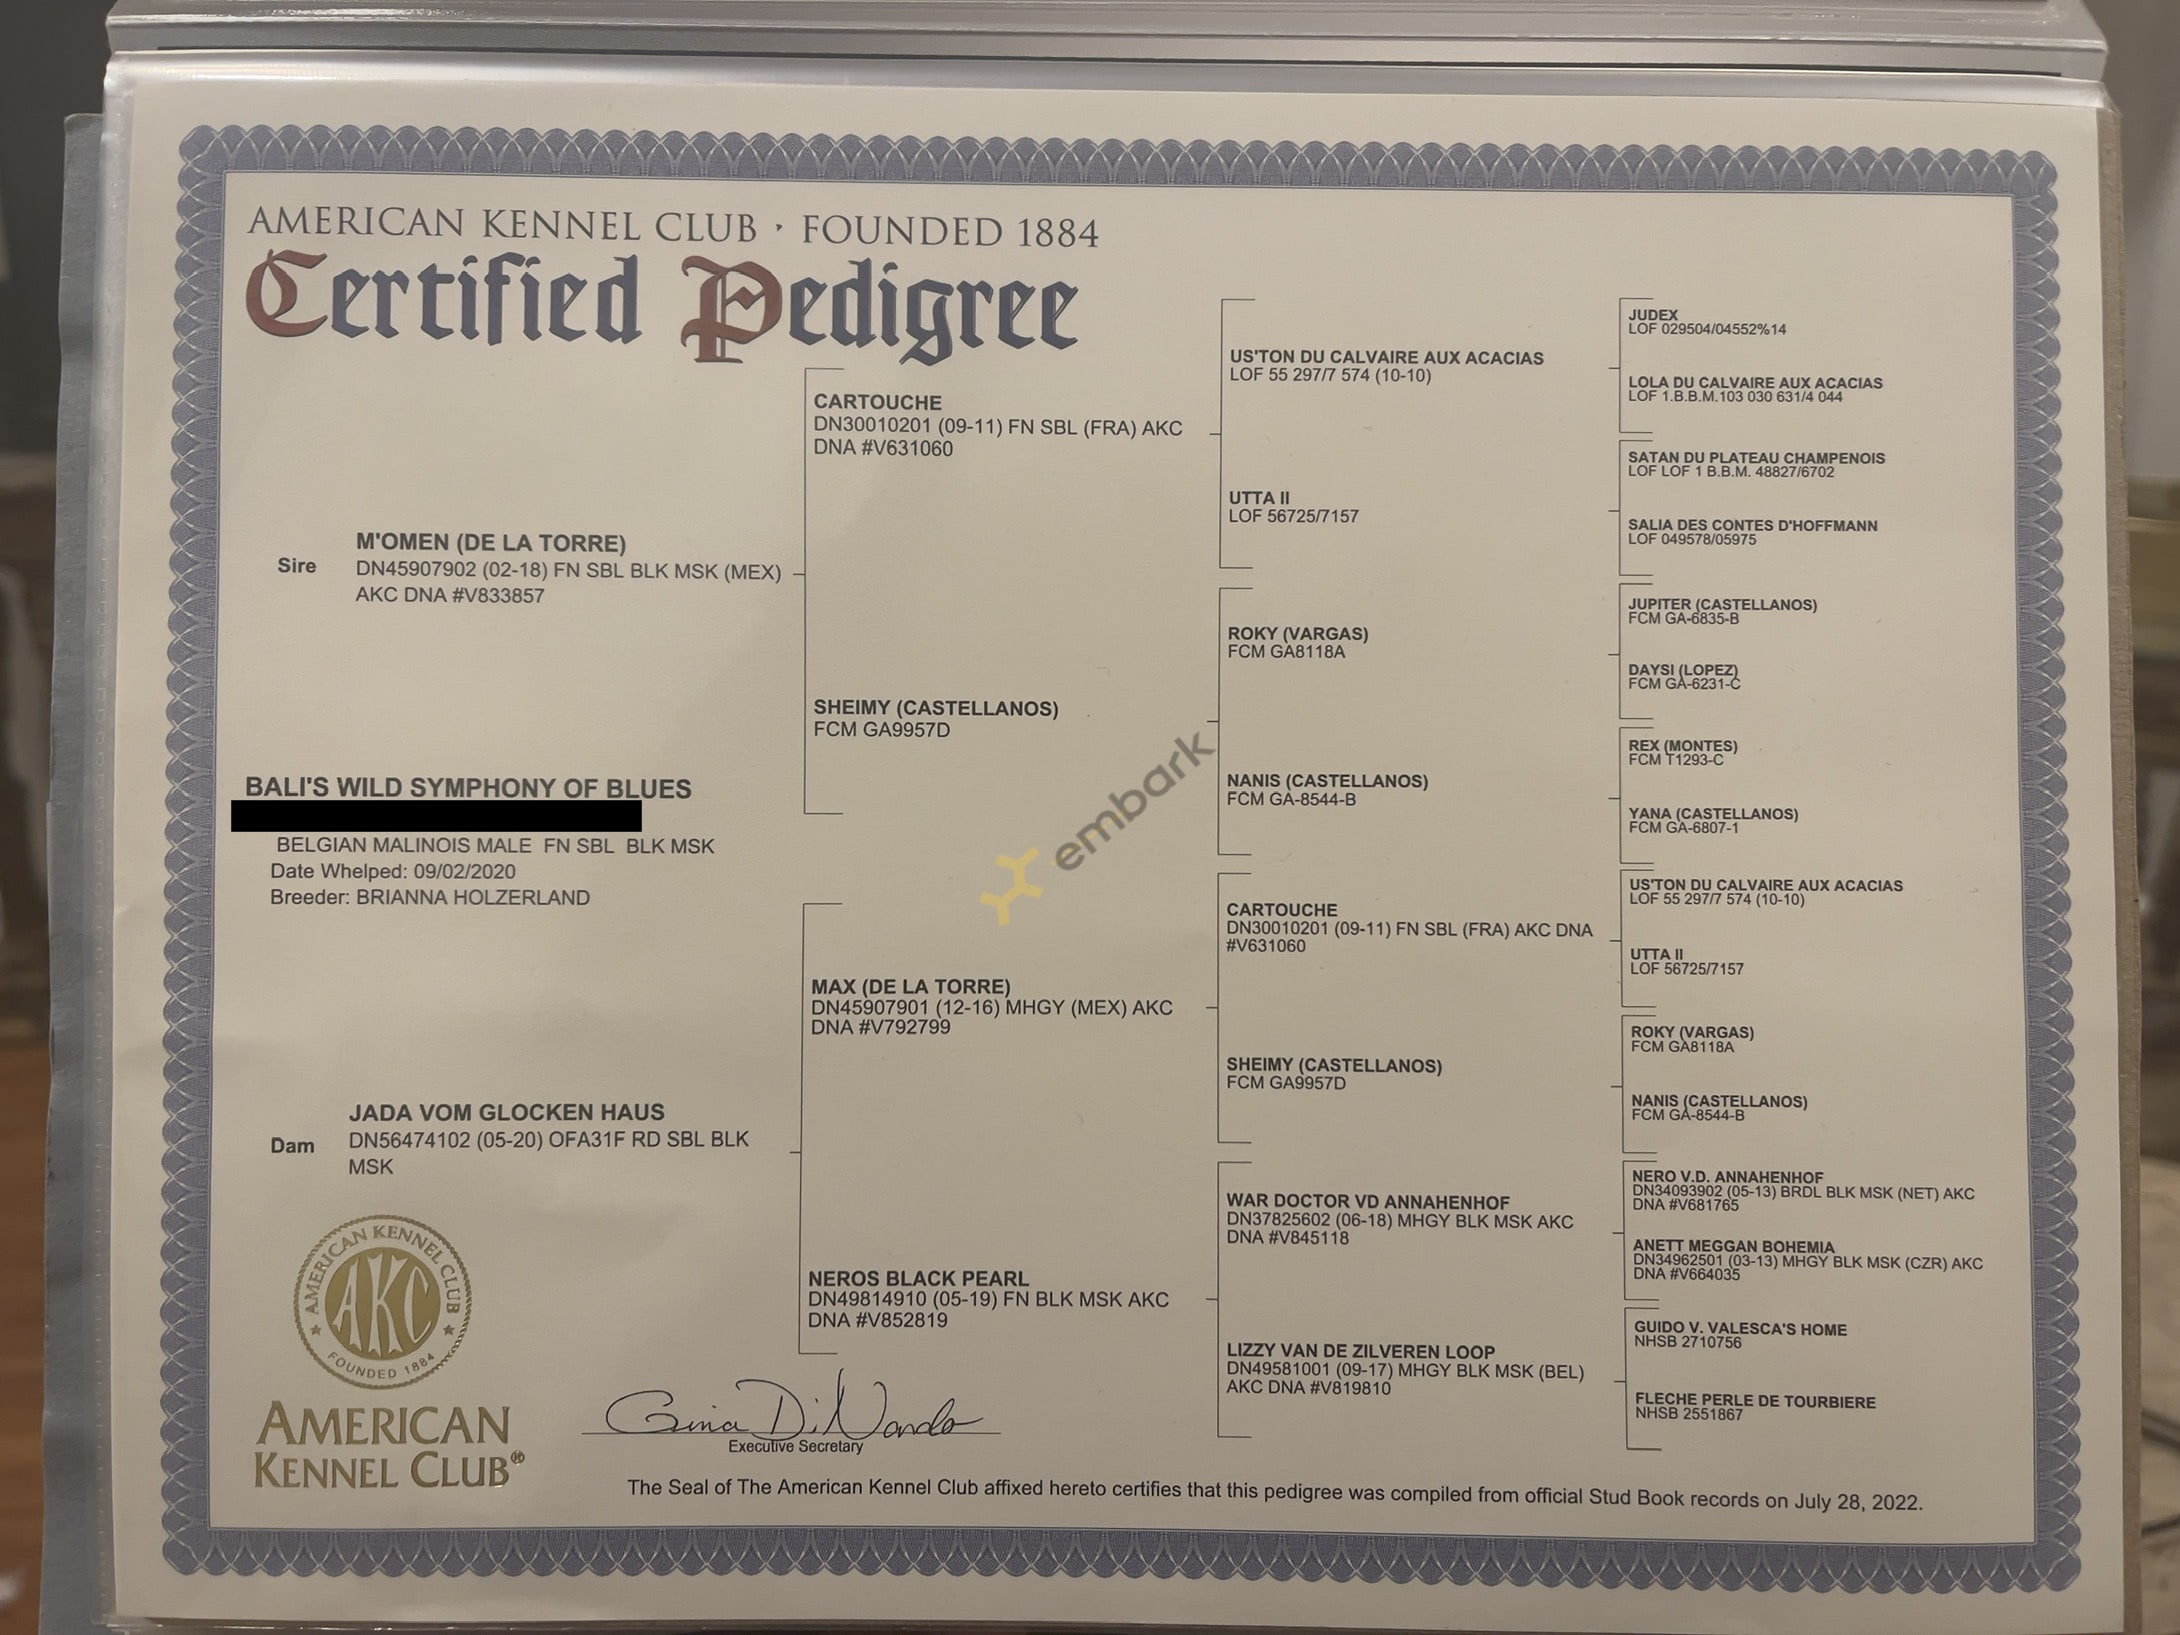 AMERICAN KENNEL CLUB · FOUNDED 1884
Certified Pedigree
Sire
M'OMEN (DE LA TORRE)
DN45907902 (02-18) FN SBL BLK MSK (MEX)
AKC DNA #V833857
BALI'S WILD SYMPHONY OF BLUES
BELGIAN MALINOIS MALE FN SBL BLK MSK
Date Whelped: 09/02/2020
Breeder: BRIANNA HOLZERLAND
Dam
JADA VOM GLOCKEN HAUS
DN56474102 (05-20) OFA31F RD SBL BLK
MSK
CARTOUCHE
DN30010201 (09-11) FN SBL (FRA) AKC
DNA #V631060
SHEIMY (CASTELLANOS)
FCM GA9957D
MAX (DE LA TORRE)
DN45907901 (12-16) MHGY (MEX) AKC
DNA #V792799
NEROS BLACK PEARL
DN49814910 (05-19) FN BLK MSK AKC
DNA #V852819
US'TON DU CALVAIRE AUX ACACIAS
LOF 55 297/7 574 (10-10)
UTTA II
LOF 56725/7157
ROKY (VARGAS)
FCM GA8118A
NANIS (CASTELLANOS)
FCM GA-8544-B
CARTOUCHE
DN30010201 (09-11) FN SBL (FRA) AKC DNA
#V631060
SHEIMY (CASTELLANOS)
FCM GA9957D
WAR DOCTOR VD ANNAHENHOF
DN37825602 (06-18) MHGY BLK MSK AKC
DNA #V845118
LIZZY VAN DE ZILVEREN LOOP
DN49581001 (09-17) MHGY BLK MSK (BEL)
AKC DNA #V819810
JUDEX
LOF 029504/04552%14
LOLA DU CALVAIRE AUX ACACIAS
LOF 1.B.B.M.103 030 631/4 044
SATAN DU PLATEAU CHAMPENOIS
LOF LOF 1 B.B.M. 48827/6702
SALIA DES CONTES D'HOFFMANN
LOF 049578/05975
JUPITER (CASTELLANOS)
FCM GA-6835-B
DAYSI (LOPEZ)
FCM GA-6231-C
REX (MONTES)
FCM T1293-C
YANA (CASTELLANOS)
FCM GA-6807-1
US'TON DU CALVAIRE AUX ACACIAS
LOF 55 297/7 574 (10-10)
UTTA II
LOF 56725/7157
ROKY (VARGAS)
FCM GA8118A
NANIS (CASTELLANOS)
FCM GA-8544-B
NERO V.D. ANNAHENHOF
DN34093902 (05-13) BRDL BLK MSK (NET) AKC
DNA #V681765
ANETT MEGGAN BOHEMIA
DN34962501 (03-13) MHGY BLK MSK (CZR) AKC
DNA #V664035
GUIDO V. VALESCA'S HOME
NHSB 2710756
FLECHE PERLE DE TOURBIERE
NHSB 2551867
embark
AMERICAN KENNEL CLUB
AKC
FOUNDED 1884
AMERICAN
KENNEL CLUB®
Gina DiNardo
Executive Secretary
The Seal of The American Kennel Club affixed hereto certifies that this pedigree was compiled from official Stud Book records on July 28, 2022.